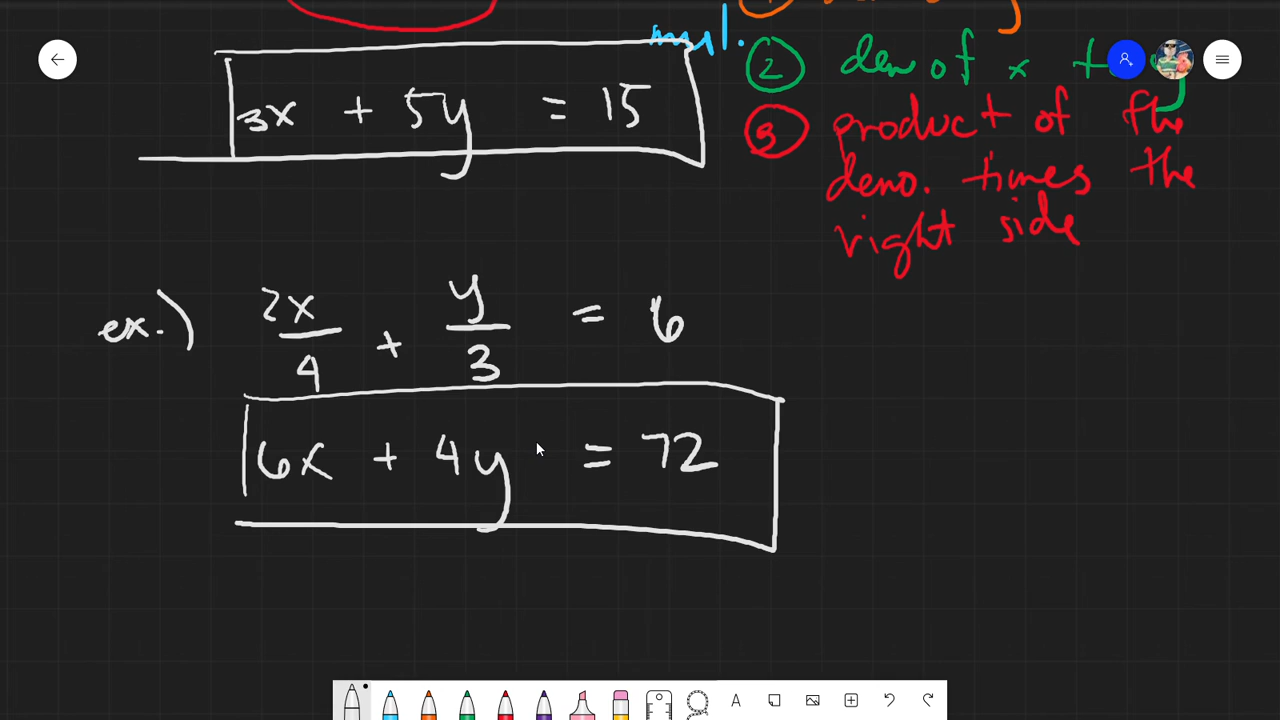 mul.
② den of x to y
3x + 5y = 15
③ product of the
deno. times the
right side
ex.) 2x/4 + y/3 = 6
6x + 4y = 72
A